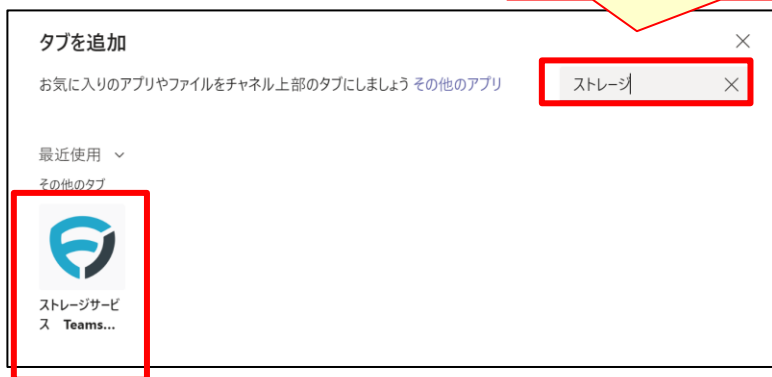 タブを追加
お気に入りのアプリやファイルをチャネル上部のタブにしましょう その他のアプリ
ストレージ
最近使用
その他のタブ
ストレージサービ
ス Teams...